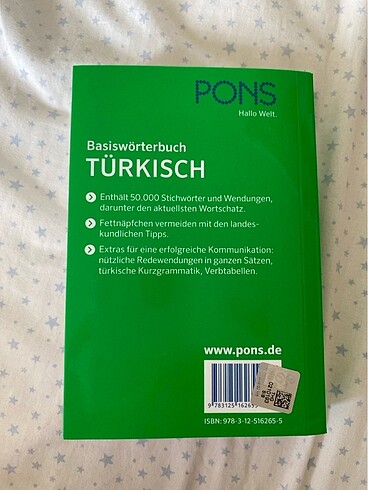 PONS
Hallo Welt.
Basiswörterbuch
TÜRKISCH
Enthält 50.000 Stichwörter und Wendungen,
darunter den aktuellsten Wortschatz.
Fettnäpfchen vermeiden mit den landes-
kundlichen Tipps.
Extras für eine erfolgreiche Kommunikation:
nützliche Redewendungen in ganzen Sätzen,
türkische Kurzgrammatik, Verbtabellen.
www.pons.de
ISBN: 978-3-12-516265-5